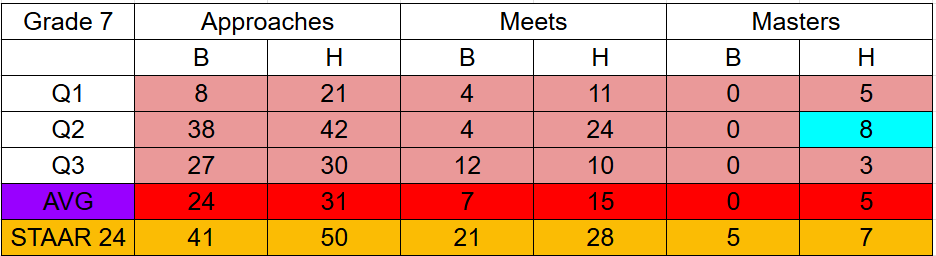 Grade 7 Approaches Meets Masters
B H B H B H
Q1 8 21 4 11 0 5
Q2 38 42 4 24 0 8
Q3 27 30 12 10 0 3
AVG 24 31 7 15 0 5
STAAR 24 41 50 21 28 5 7